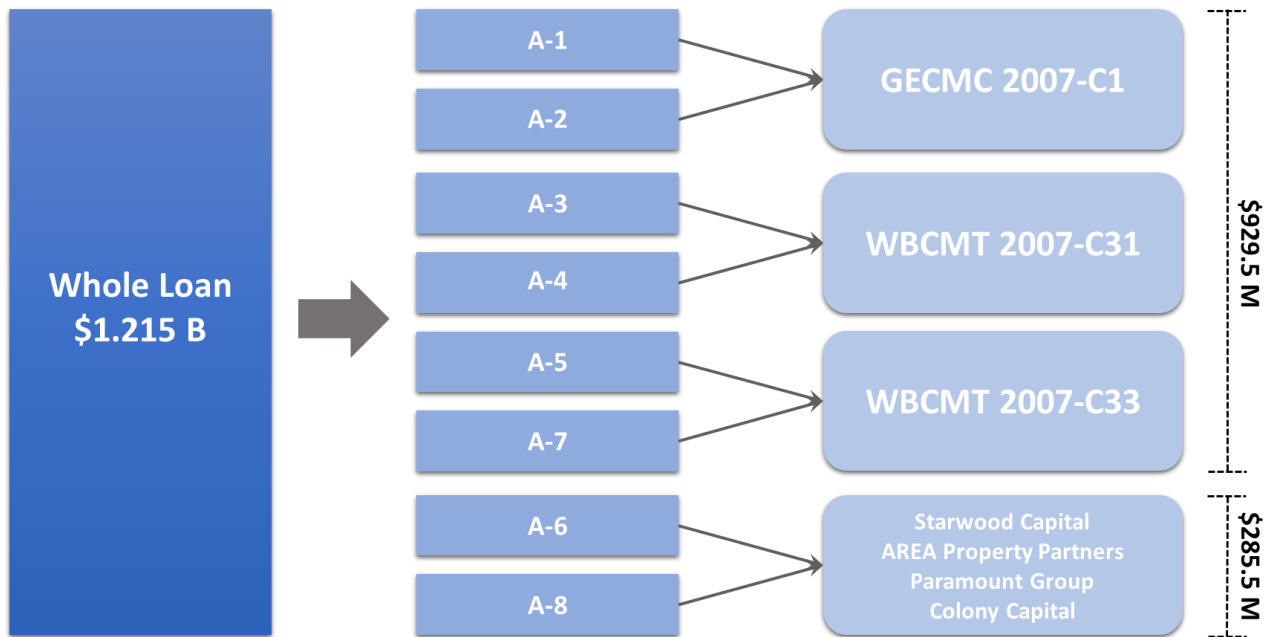 Whole Loan
$1.215 B
A-1
A-2
A-3
A-4
A-5
A-7
A-6
A-8
GECMC 2007-C1
WBCMT 2007-C31
WBCMT 2007-C33
Starwood Capital
AREA Property Partners
Paramount Group
Colony Capital
$929.5 M
$285.5 M